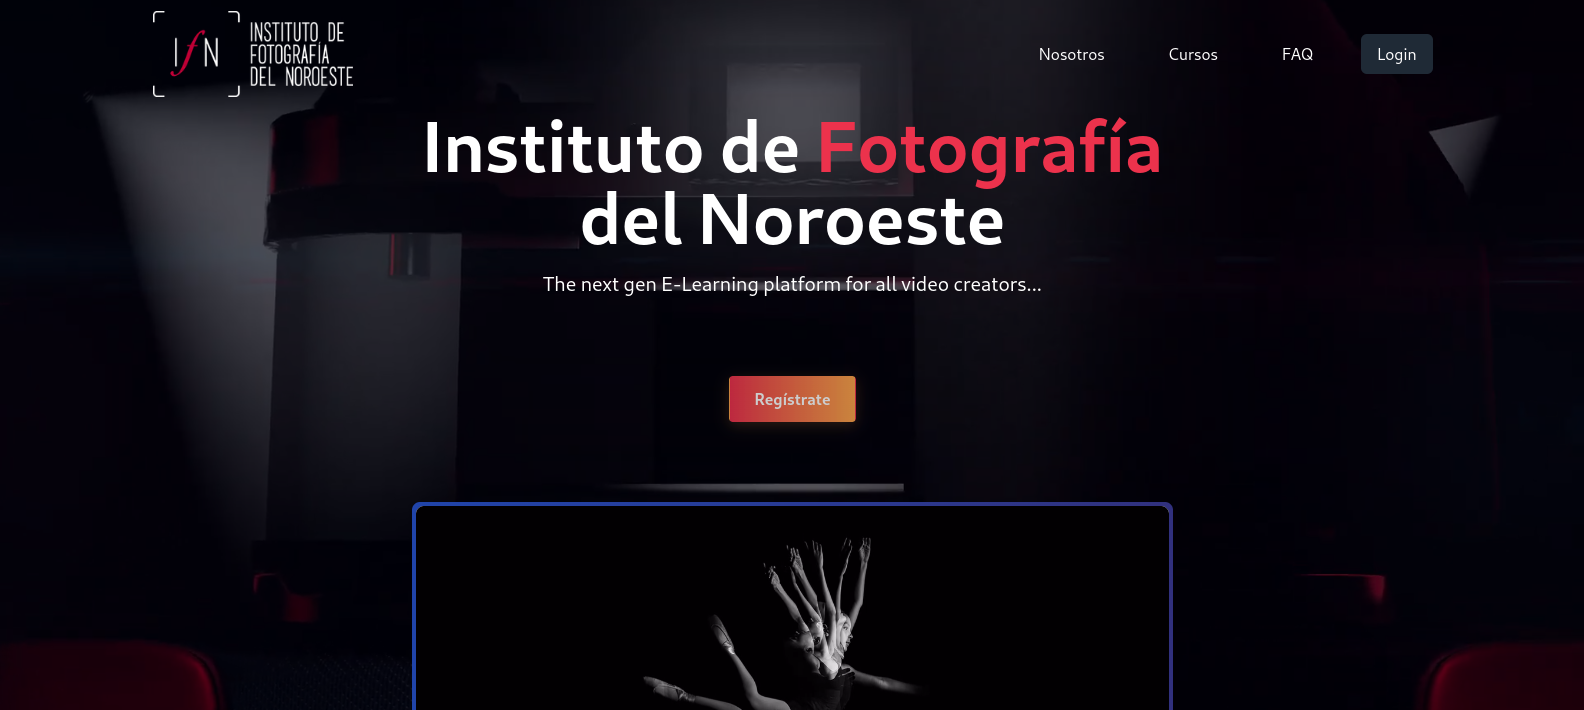 IfN
INSTITUTO DE
FOTOGRAFÍA
DEL NOROESTE
Nosotros
Cursos
FAQ
Login
Instituto de Fotografía
del Noroeste
The next gen E-Learning platform for all video creators...
Regístrate